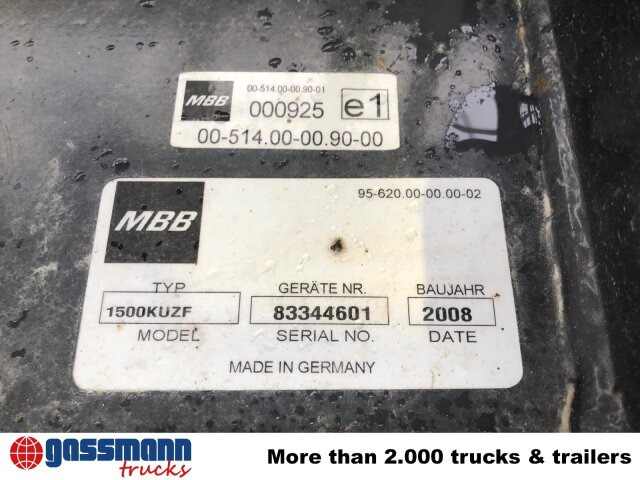 MBB
00-514.00-00.90-01
000925
e1
00-514.00-00.90-00
MBB
95-620.00-00.00-02
TYP GERÄTE NR. BAUJAHR
1500KUZF 83344601 2008
MODEL SERIAL NO. DATE
MADE IN GERMANY
gassmann
trucks
More than 2.000 trucks & trailers